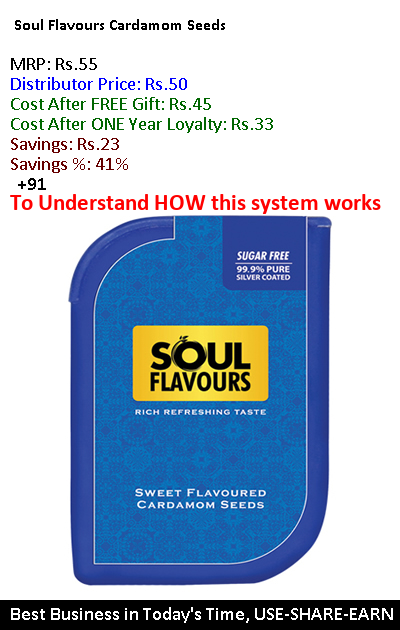 Soul Flavours Cardamom Seeds
MRP: Rs.55
Distributor Price: Rs.50
Cost After FREE Gift: Rs.45
Cost After ONE Year Loyalty: Rs.33
Savings: Rs.23
Savings %: 41%
+91
To Understand HOW this system works
SUGAR FREE
99.9% PURE
SILVER COATED
SOUL
FLAVOURS
RICH REFRESHING TASTE
SWEET FLAVOURED
CARDAMOM SEEDS
Best Business in Today's Time, USE-SHARE-EARN